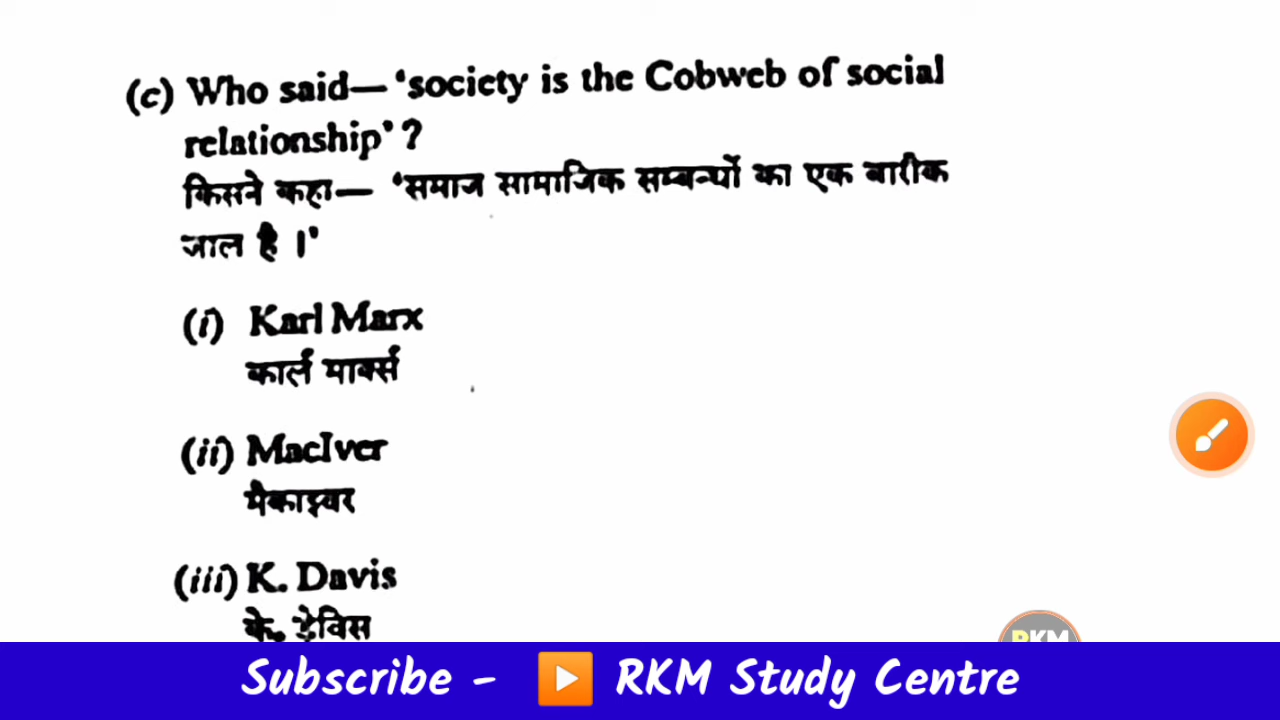 (c) Who said— 'society is the Cobweb of social
relationship' ?
किसने कहा— 'समाज सामाजिक सम्बन्धों का एक बारीक
जाल है ।'
(i) Karl Marx
कार्ल मार्क्स
(ii) MacIver
मैकाइवर
(iii) K. Davis
के. डेविस
RKM
Subscribe - RKM Study Centre